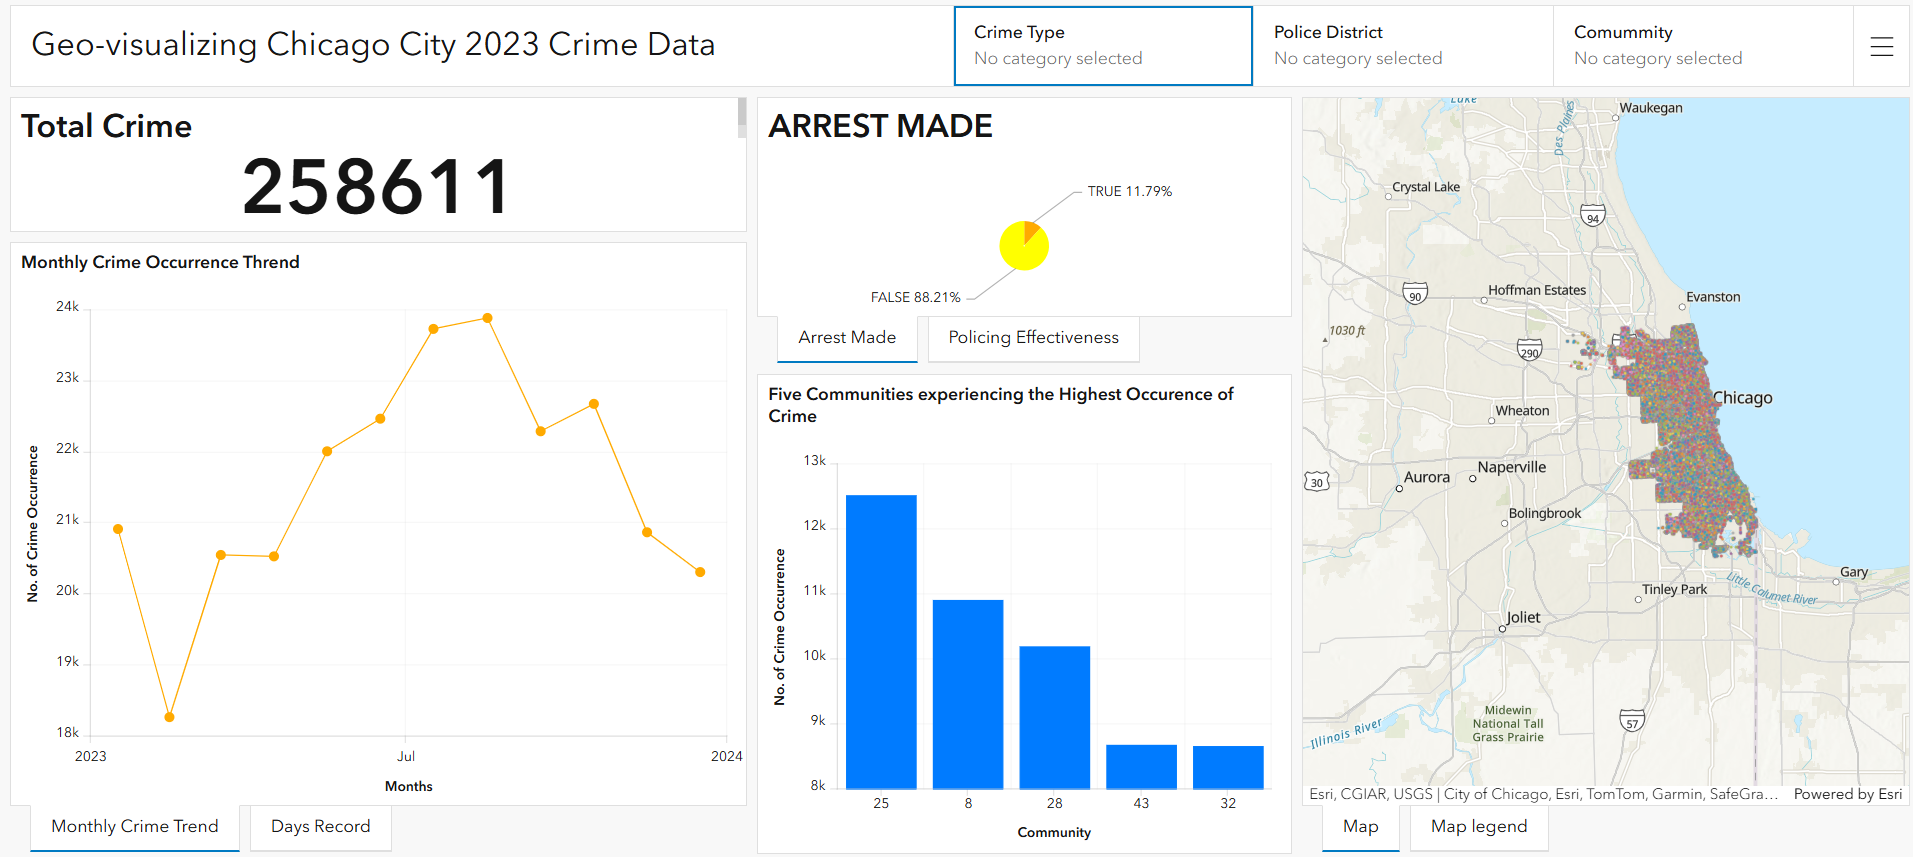 Geo-visualizing Chicago City 2023 Crime Data
Crime Type
No category selected
Police District
No category selected
Comummity
No category selected
Total Crime
258611
Monthly Crime Occurrence Thrend
24k
23k
22k
21k
20k
19k
18k
No. of Crime Occurrence
2023
Jul
2024
Months
Monthly Crime Trend
Days Record
ARREST MADE
TRUE 11.79%
FALSE 88.21%
Arrest Made
Policing Effectiveness
Five Communities experiencing the Highest Occurence of
Crime
13k
12k
11k
10k
9k
8k
No. of Crime Occurrence
25
8
28
43
32
Community
Lake
Waukegan
Des Plaines
Crystal Lake
94
90
Hoffman Estates
Evanston
1030 ft
290
Chicago
Wheaton
Naperville
Aurora
30
Bolingbrook
Gary
Little Calumet River
Tinley Park
Joliet
Midewin
National Tall
Grass Prairie
57
Illinois River
Esri, CGIAR, USGS | City of Chicago, Esri, TomTom, Garmin, SafeGra...
Powered by Esri
Map
Map legend